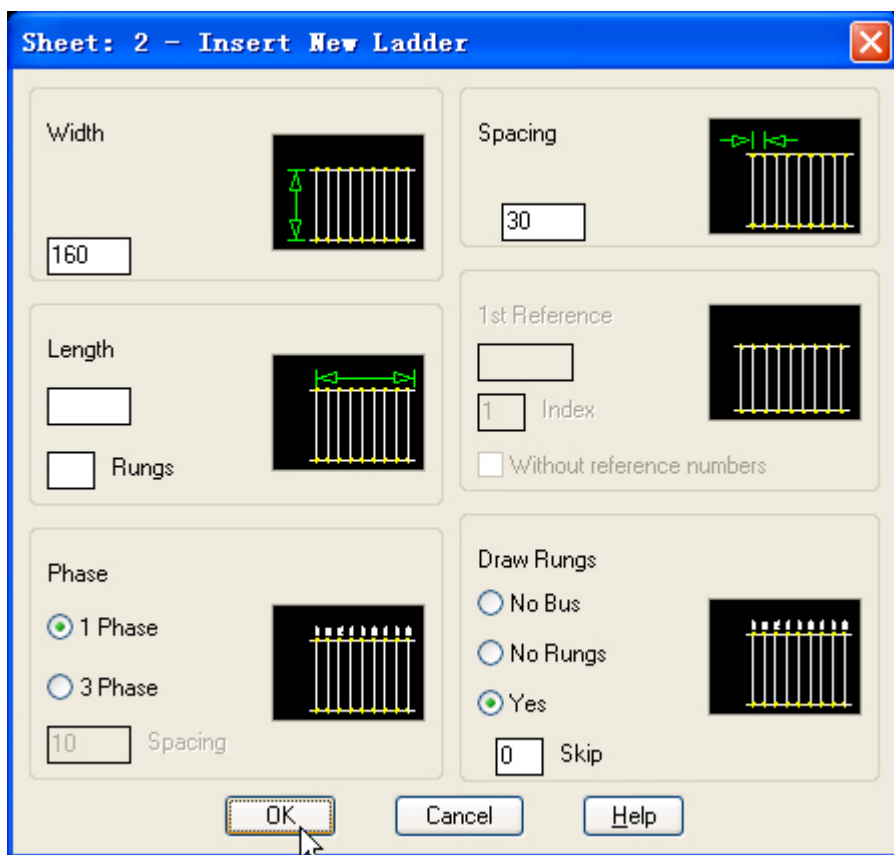 Sheet: 2 - Insert New Ladder
Width
160
Spacing
30
Length
Rungs
1st Reference
1 Index
Without reference numbers
Phase
1 Phase
3 Phase
10 Spacing
Draw Rungs
No Bus
No Rungs
Yes
0 Skip
OK Cancel Help